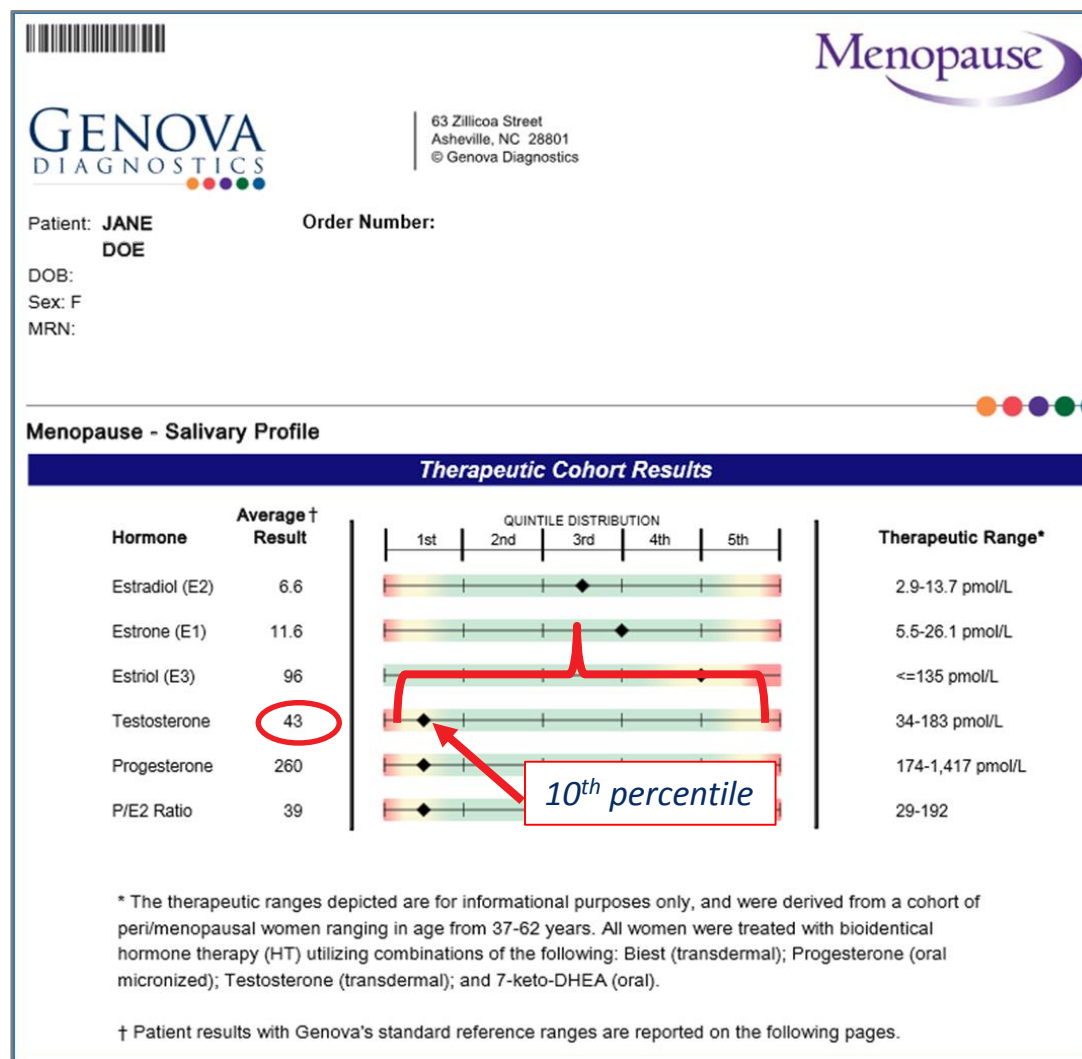 Menopause
GENOVA
DIAGNOSTICS
63 Zillicoa Street
Asheville, NC 28801
© Genova Diagnostics
Patient: JANE
DOE
Order Number:
DOB:
Sex: F
MRN:
Menopause - Salivary Profile
Therapeutic Cohort Results
Hormone Average † Result QUINTILE DISTRIBUTION Therapeutic Range*
1st 2nd 3rd 4th 5th
Estradiol (E2) 6.6 2.9-13.7 pmol/L
Estrone (E1) 11.6 5.5-26.1 pmol/L
Estriol (E3) 96 <=135 pmol/L
Testosterone 43 34-183 pmol/L
Progesterone 260 174-1,417 pmol/L
10th percentile
P/E2 Ratio 39 29-192
* The therapeutic ranges depicted are for informational purposes only, and were derived from a cohort of
peri/menopausal women ranging in age from 37-62 years. All women were treated with bioidentical
hormone therapy (HT) utilizing combinations of the following: Biest (transdermal); Progesterone (oral
micronized); Testosterone (transdermal); and 7-keto-DHEA (oral).
† Patient results with Genova's standard reference ranges are reported on the following pages.